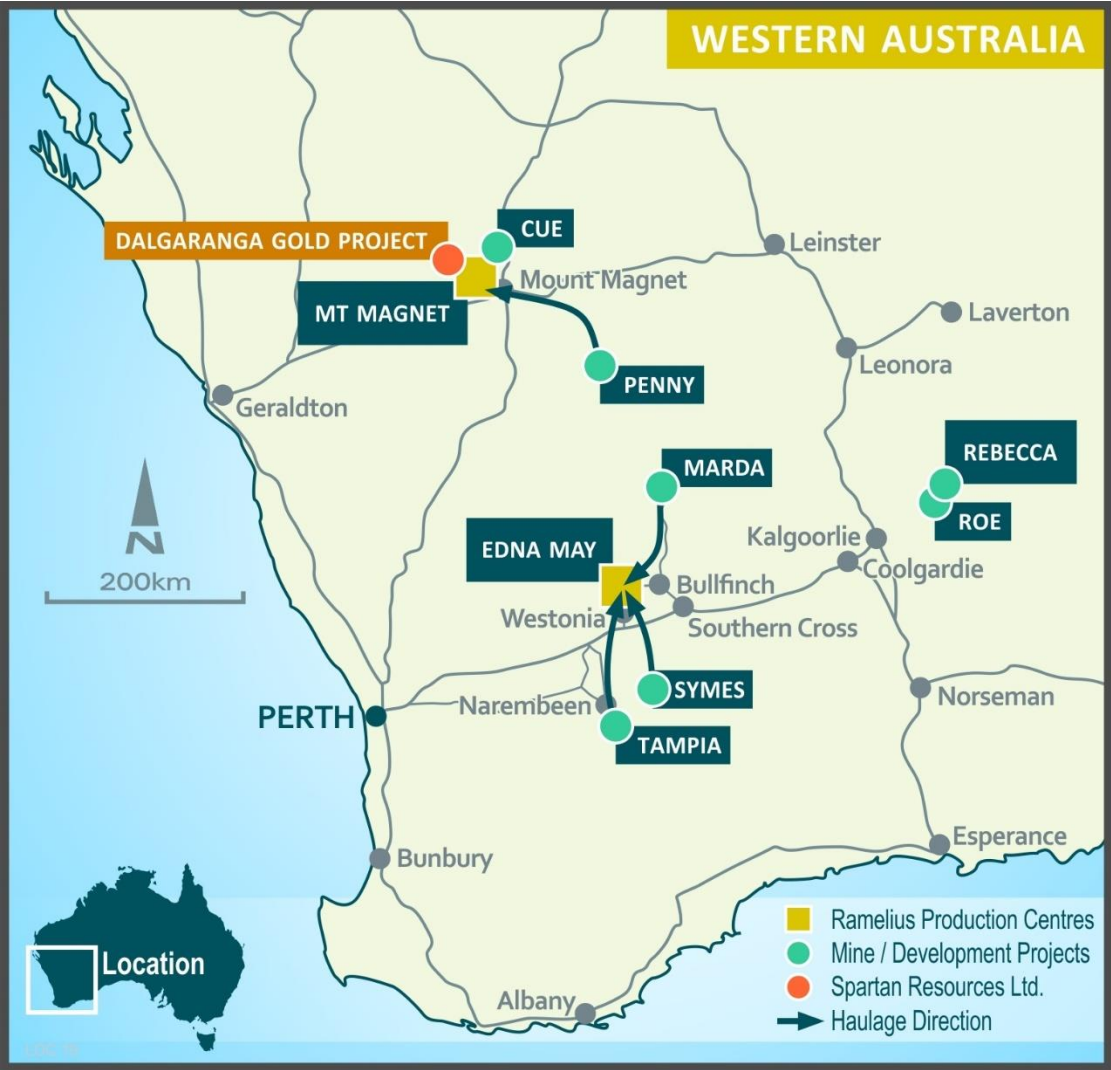 WESTERN AUSTRALIA
CUE
DALGARANGA GOLD PROJECT
Leinster
Mount Magnet
MT MAGNET
Laverton
Leonora
PENNY
Geraldton
REBECCA
MARDA
ROE
Kalgoorlie
EDNA MAY
Coolgardie
N
200km
Bullfinch
Westonia
Southern Cross
SYMES
Norseman
Narembeen
PERTH
TAMPIA
Esperance
Bunbury
Ramelius Production Centres
Mine / Development Projects
Location
Spartan Resources Ltd.
Albany
Haulage Direction